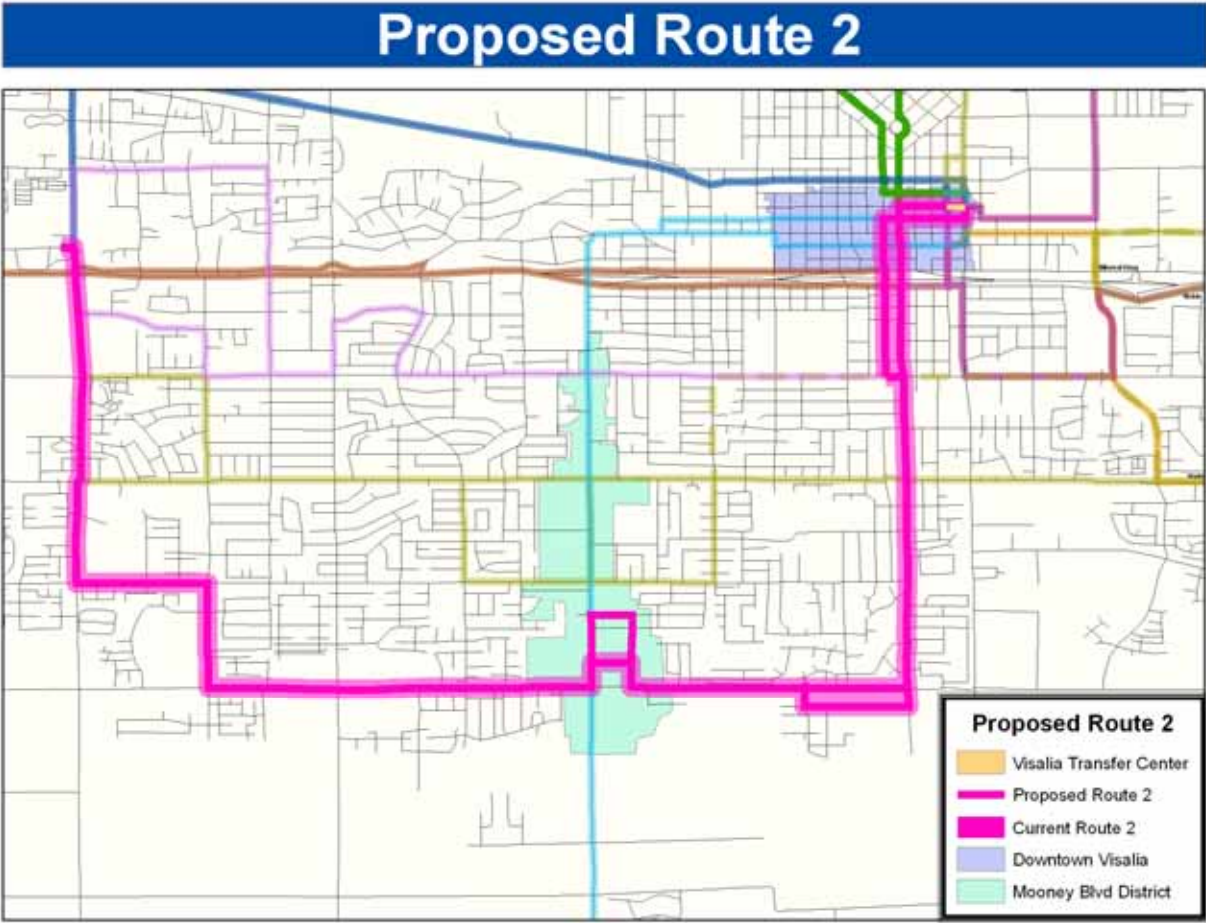 Proposed Route 2
Proposed Route 2
Visalia Transfer Center
Proposed Route 2
Current Route 2
Downtown Visalia
Mooney Blvd District